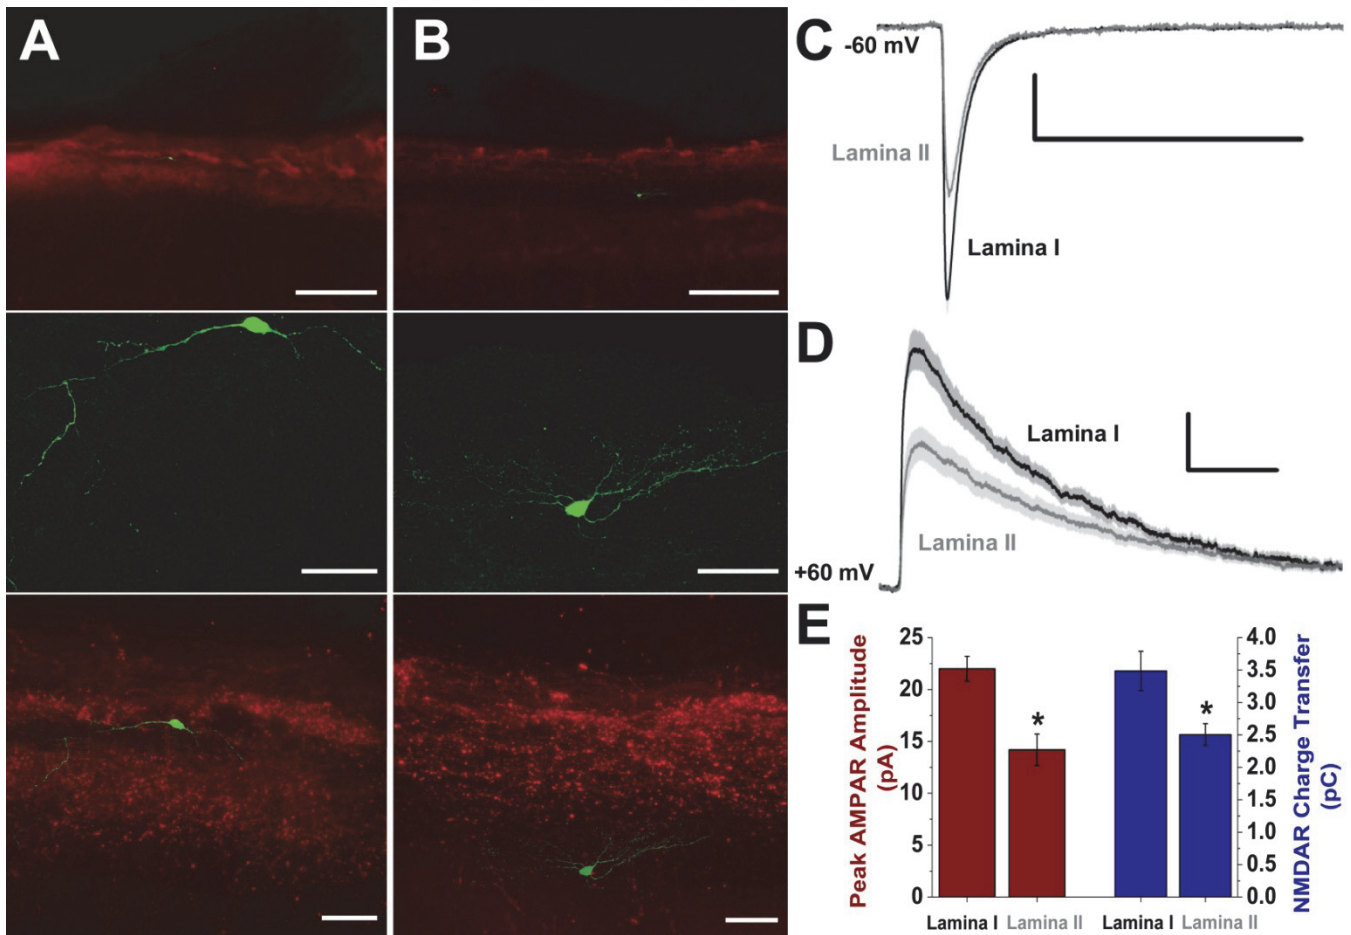 A
B
C
-60 mV
Lamina II
Lamina I
D
Lamina I
Lamina II
+60 mV
E
Peak AMPAR Amplitude
(pA)
25
20
15
10
5
0
*
*
4.0
3.5
3.0
2.5
2.0
1.5
1.0
0.5
0.0
NMDAR Charge Transfer
(pC)
Lamina I Lamina II Lamina I Lamina II